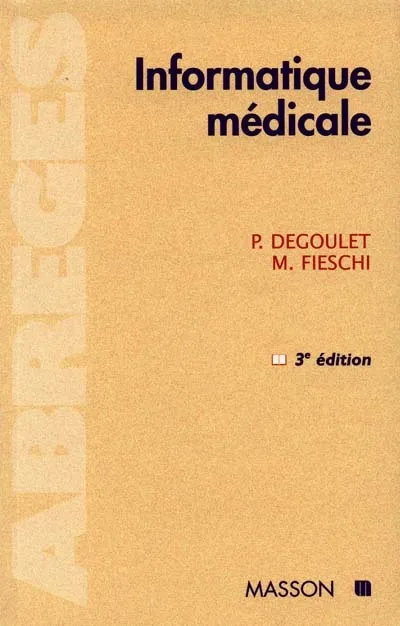 ABREGES
Informatique
médicale
P. DEGOULET
M. FIESCHI
3e édition
MASSON